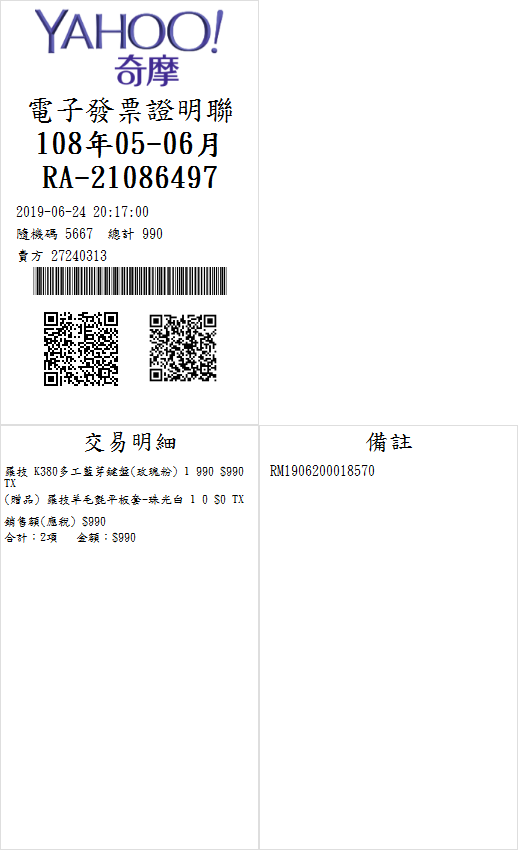 YAHOO!
奇摩
電子發票證明聯
108年05-06月
RA-21086497
2019-06-24 20:17:00
隨機碼 5667 總計 990
賣方 27240313
交易明細
羅技 K380多工藍芽鍵盤(玫瑰粉) 1 990 $990
TX
(贈品) 羅技羊毛氈平板套-珠光白 1 0 $0 TX
銷售額(應稅) $990
合計：2項 金額：$990
備註
RM1906200018570